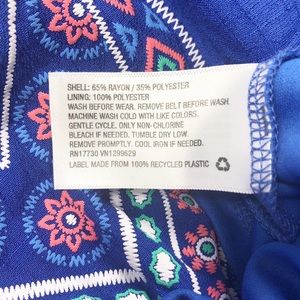 SHELL: 65% RAYON / 35% POLYESTER
LINING: 100% POLYESTER
WASH BEFORE WEAR. REMOVE BELT BEFORE WASH.
MACHINE WASH COLD WITH LIKE COLORS.
GENTLE CYCLE. ONLY NON-CHLORINE
BLEACH IF NEEDED. TUMBLE DRY LOW.
REMOVE PROMPTLY. COOL IRON IF NEEDED.
RN17730 VN1299629
LABEL MADE FROM 100% RECYCLED PLASTIC